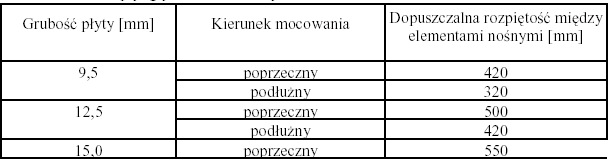 Grubość płyty [mm] Kierunek mocowania Dopuszczalna rozpiętość między
elementami nośnymi [mm]
9,5 poprzeczny 420
podłużny 320
12,5 poprzeczny 500
podłużny 420
15,0 poprzeczny 550